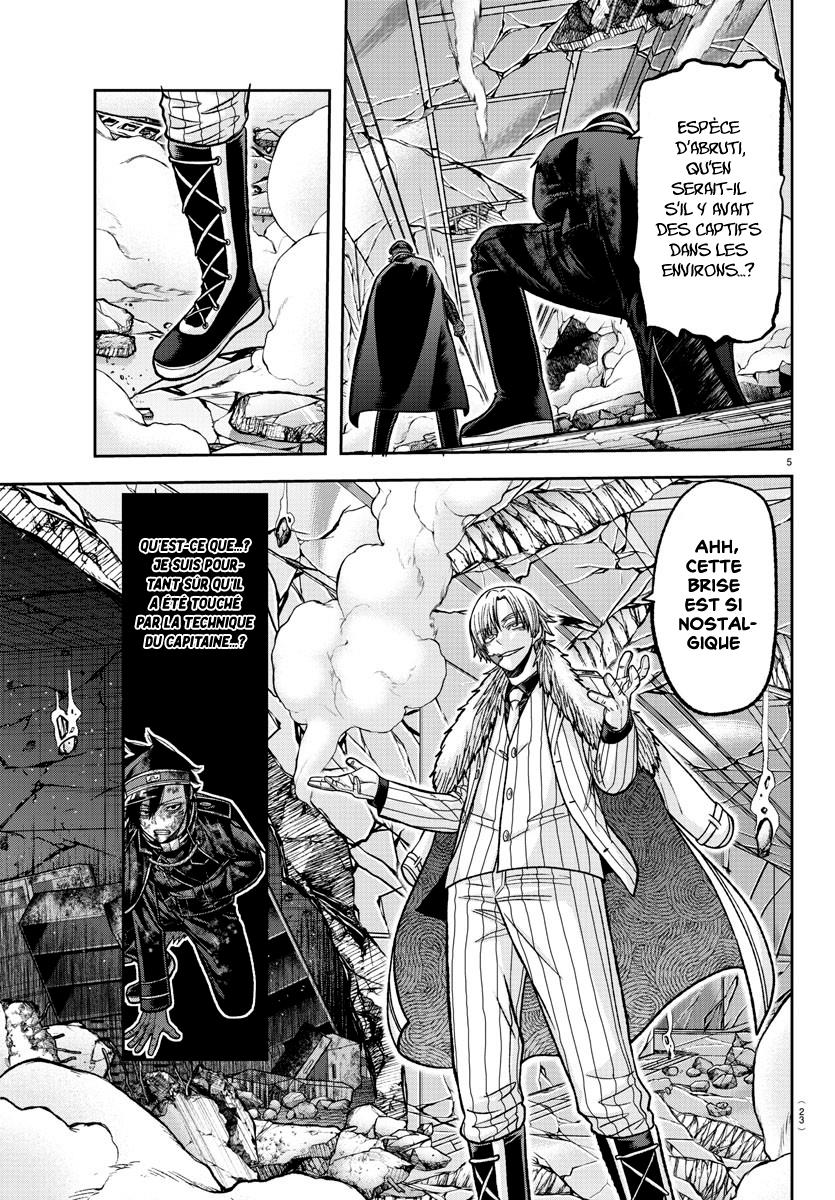 ESPÈCE
D'ABRUTI,
QU'EN
SERAIT-IL
S'IL Y AVAIT
DES CAPTIFS
DANS LES
ENVIRONS...?
5
AHH,
CETTE
BRISE
EST SI
NOSTAL-
GIQUE
QU'EST-CE QUE...?
JE SUIS POUR-
TANT SÛR QU'IL
A ÉTÉ TOUCHÉ
PAR LA TECHNIQUE
DU CAPITAINE...?
(23)